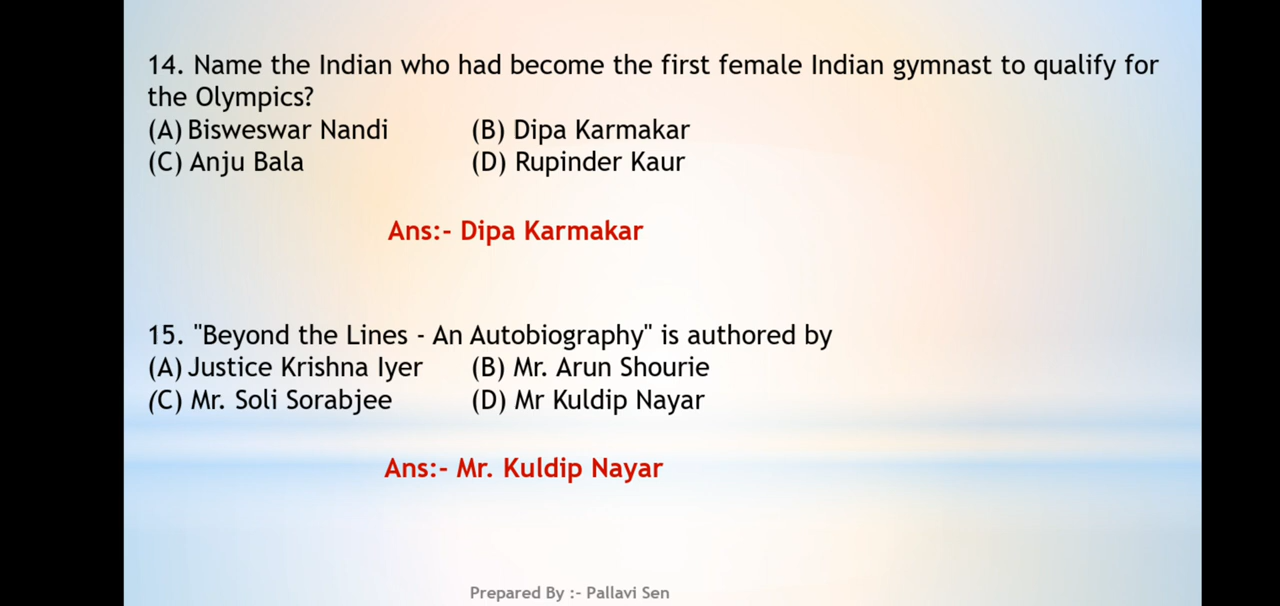 14. Name the Indian who had become the first female Indian gymnast to qualify for
the Olympics?
(A) Bisweswar Nandi (B) Dipa Karmakar
(C) Anju Bala (D) Rupinder Kaur
Ans:- Dipa Karmakar
15. "Beyond the Lines - An Autobiography" is authored by
(A) Justice Krishna Iyer (B) Mr. Arun Shourie
(C) Mr. Soli Sorabjee (D) Mr Kuldip Nayar
Ans:- Mr. Kuldip Nayar
Prepared By :- Pallavi Sen